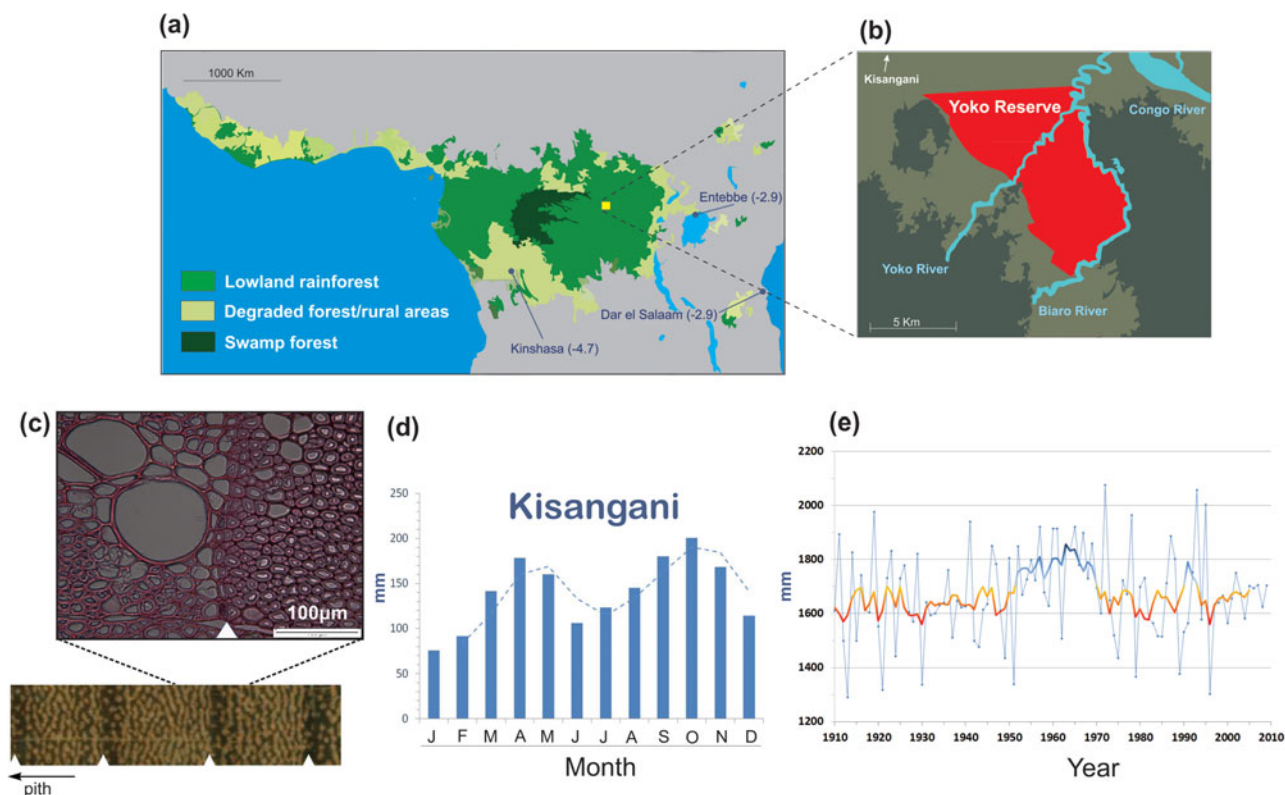 (a)
1000 Km
Entebbe (-2.9)
Dar el Salaam (-2.9)
Kinshasa (-4.7)
Lowland rainforest
Degraded forest/rural areas
Swamp forest
(b)
Kisangani
Yoko Reserve
Congo River
Yoko River
Biaro River
5 Km
(c)
100µm
pith
(d)
Kisangani
mm
250
200
150
100
50
0
J F M A M J J A S O N D
Month
(e)
mm
2200
2000
1800
1600
1400
1200
1910 1920 1930 1940 1950 1960 1970 1980 1990 2000 2010
Year